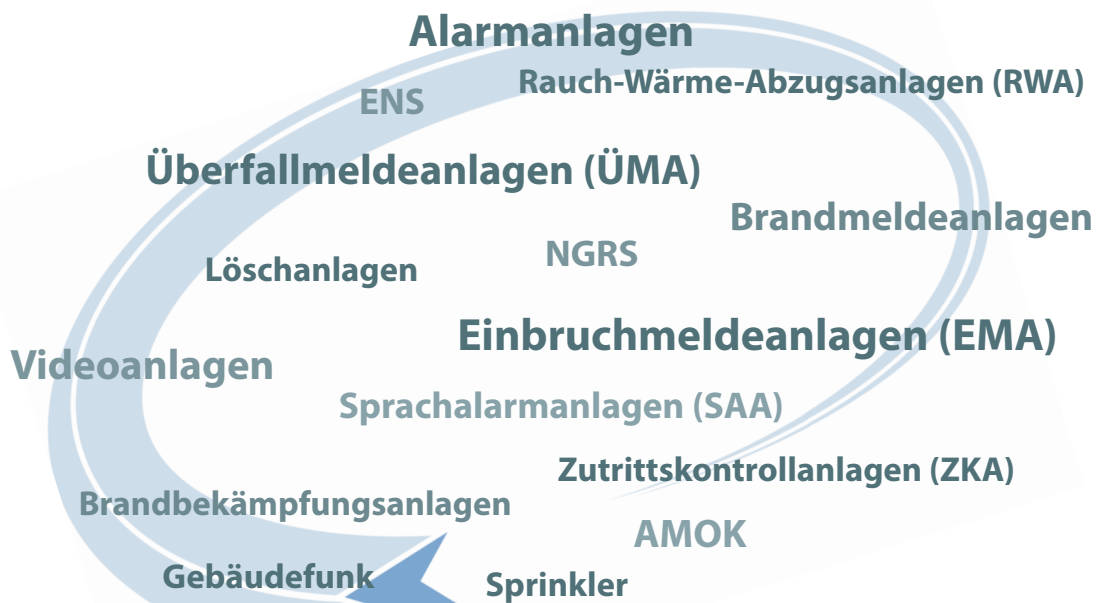 Alarmanlagen
Rauch-Wärme-Abzugsanlagen (RWA)
ENS
Überfallmeldeanlagen (ÜMA)
Brandmeldeanlagen
NGRS
Löschanlagen
Einbruchmeldeanlagen (EMA)
Videoanlagen
Sprachalarmanlagen (SAA)
Zutrittskontrollanlagen (ZKA)
Brandbekämpfungsanlagen
AMOK
Gebäudefunk
Sprinkler